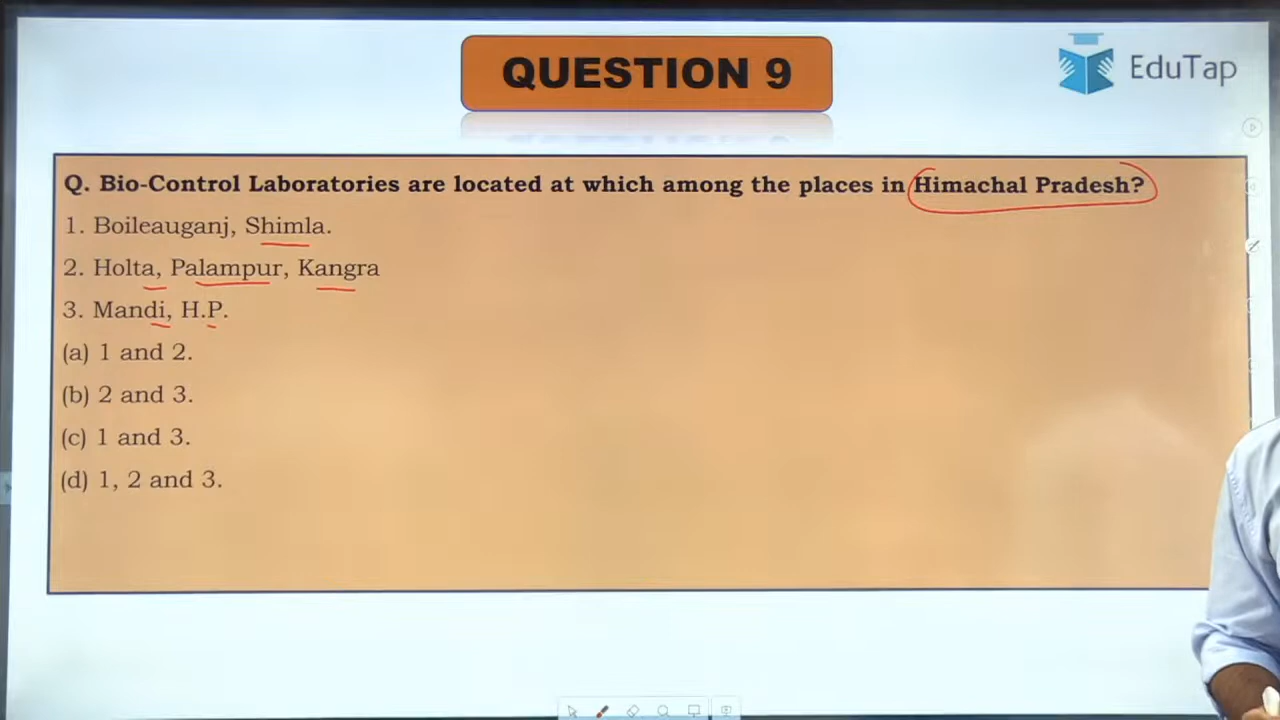 QUESTION 9
EduTap
Q. Bio-Control Laboratories are located at which among the places in Himachal Pradesh?
1. Boileauganj, Shimla.
2. Holta, Palampur, Kangra
3. Mandi, H.P.
(a) 1 and 2.
(b) 2 and 3.
(c) 1 and 3.
(d) 1, 2 and 3.